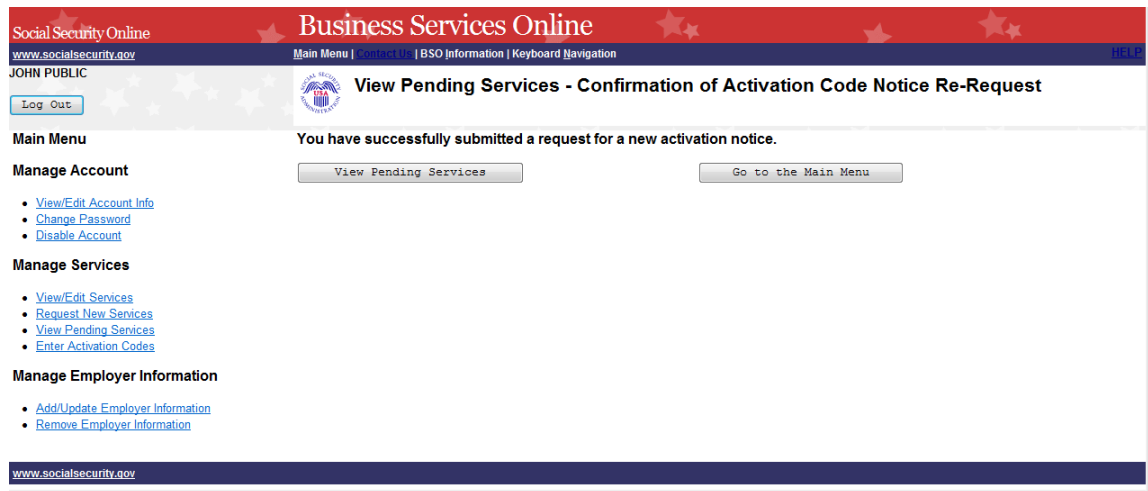 Social Security Online
Business Services Online
www.socialsecurity.gov
Main Menu | Contact Us | BSO Information | Keyboard Navigation
HELP
JOHN PUBLIC
Log Out
SOCIAL SECURITY ADMINISTRATION
USA
View Pending Services - Confirmation of Activation Code Notice Re-Request
Main Menu
Manage Account
View/Edit Account Info
Change Password
Disable Account
Manage Services
View/Edit Services
Request New Services
View Pending Services
Enter Activation Codes
Manage Employer Information
Add/Update Employer Information
Remove Employer Information
You have successfully submitted a request for a new activation notice.
View Pending Services
Go to the Main Menu
www.socialsecurity.gov